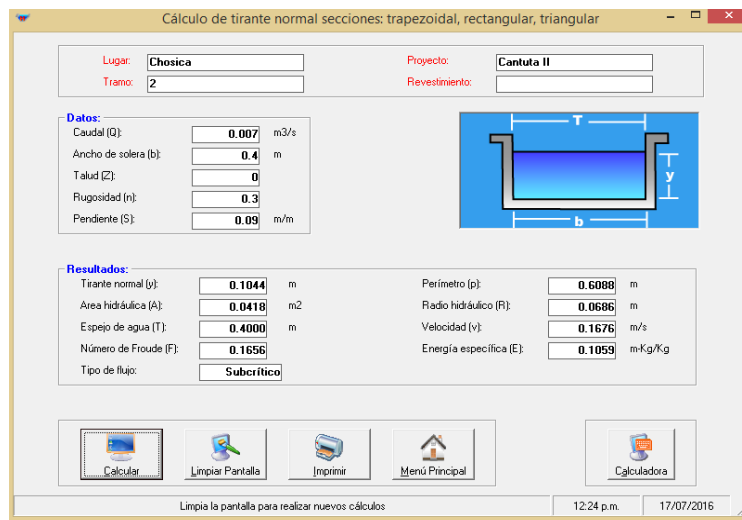 Cálculo de tirante normal secciones: trapezoidal, rectangular, triangular
Lugar: Chosica Proyecto: Cantuta II
Tramo: 2 Revestimiento:
Datos:
Caudal (Q): 0.007 m3/s
Ancho de solera (b): 0.4 m
Talud (Z): 0
Rugosidad (n): 0.3
Pendiente (S): 0.09 m/m
T
y
b
Resultados:
Tirante normal (y): 0.1044 m Perímetro (p): 0.6088 m
Area hidráulica (A): 0.0418 m2 Radio hidráulico (R): 0.0686 m
Espejo de agua (T): 0.4000 m Velocidad (v): 0.1676 m/s
Número de Froude (F): 0.1656 Energía específica (E): 0.1059 m-Kg/Kg
Tipo de flujo: Subcrítico
Calcular Limpiar Pantalla Imprimir Menú Principal Calculadora
Limpia la pantalla para realizar nuevos cálculos 12:24 p.m. 17/07/2016